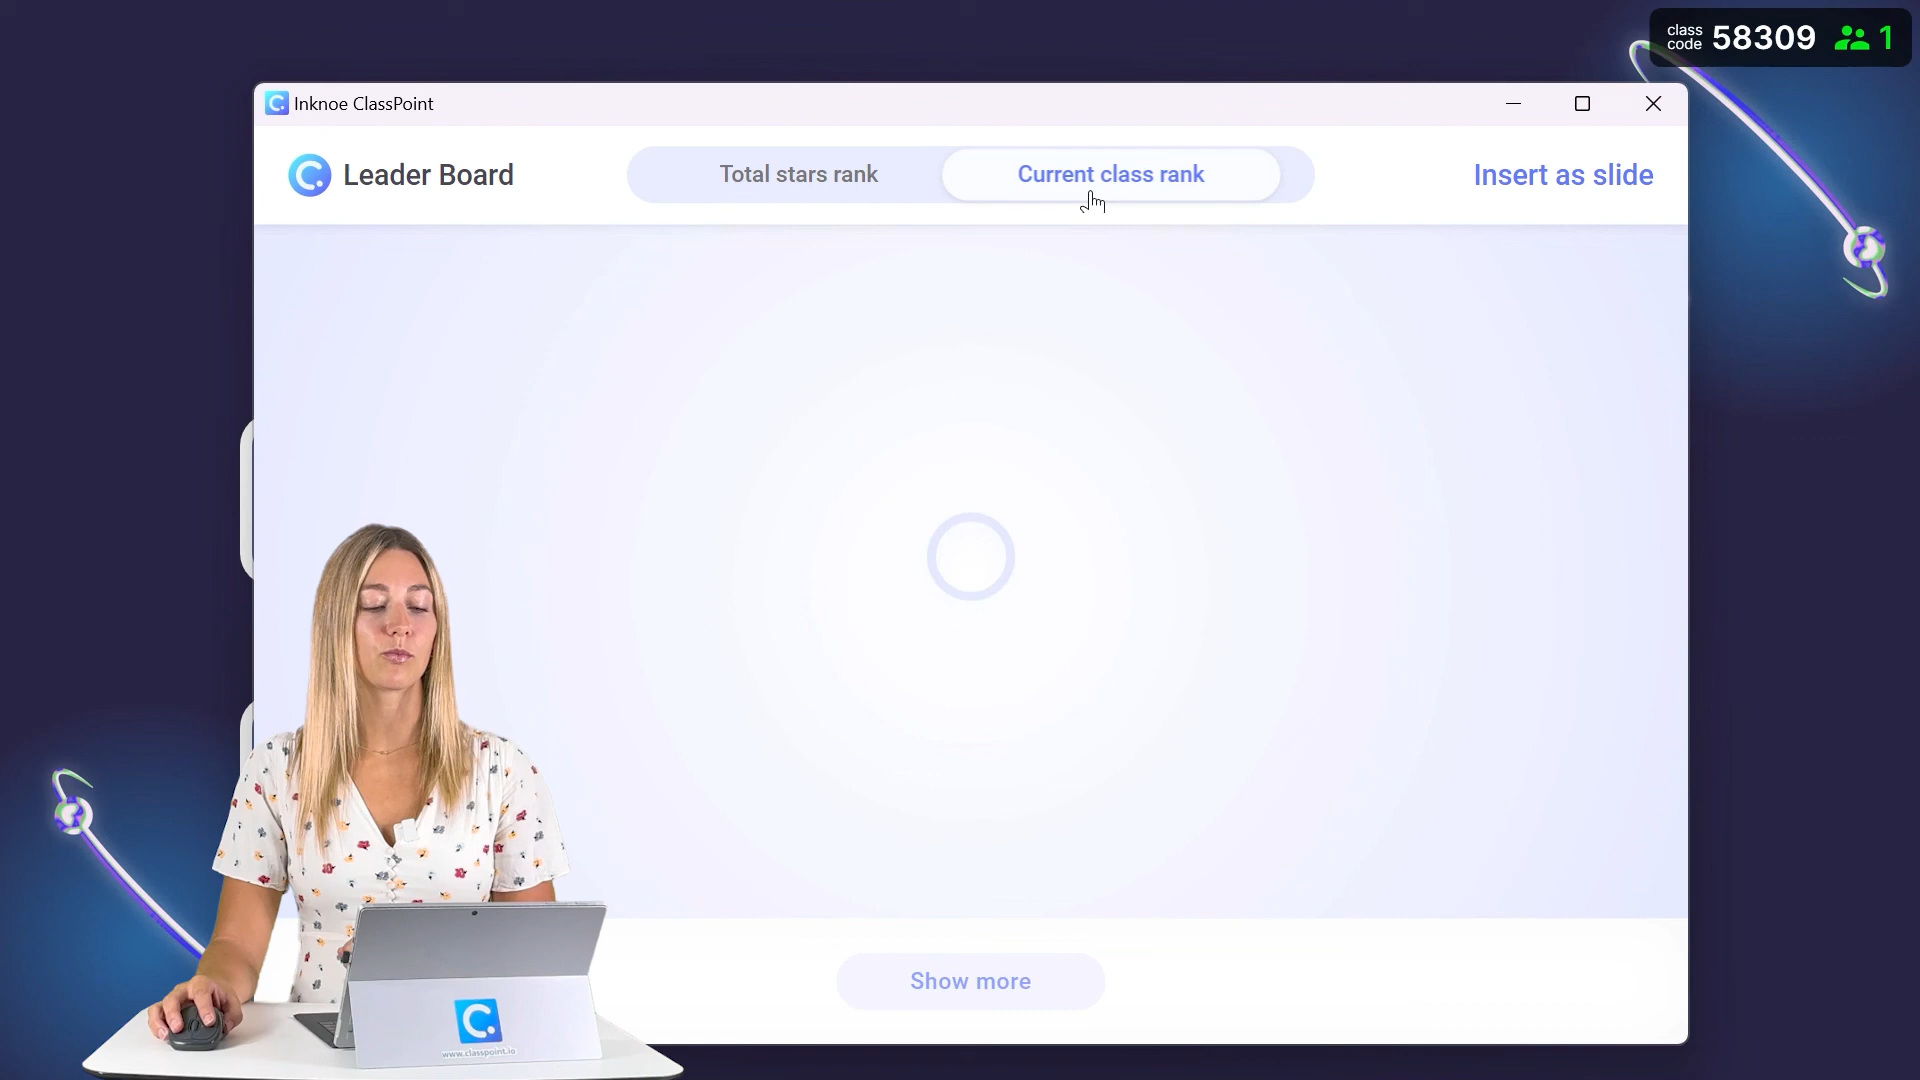 class
code 58309 1
Inknoe ClassPoint
Leader Board
Total stars rank
Current class rank
Insert as slide
Show more
www.classpoint.io